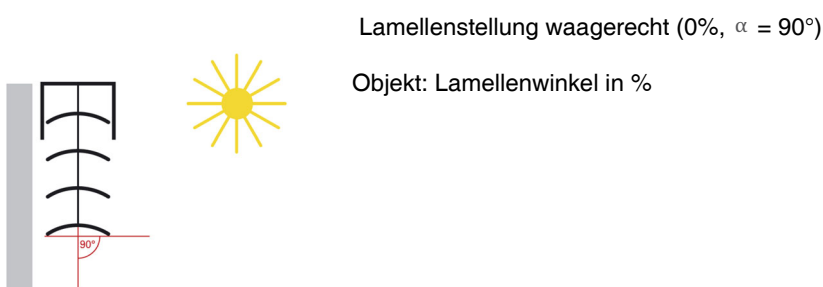 Lamellenstellung waagerecht (0%, α = 90°)
Objekt: Lamellenwinkel in %
90°